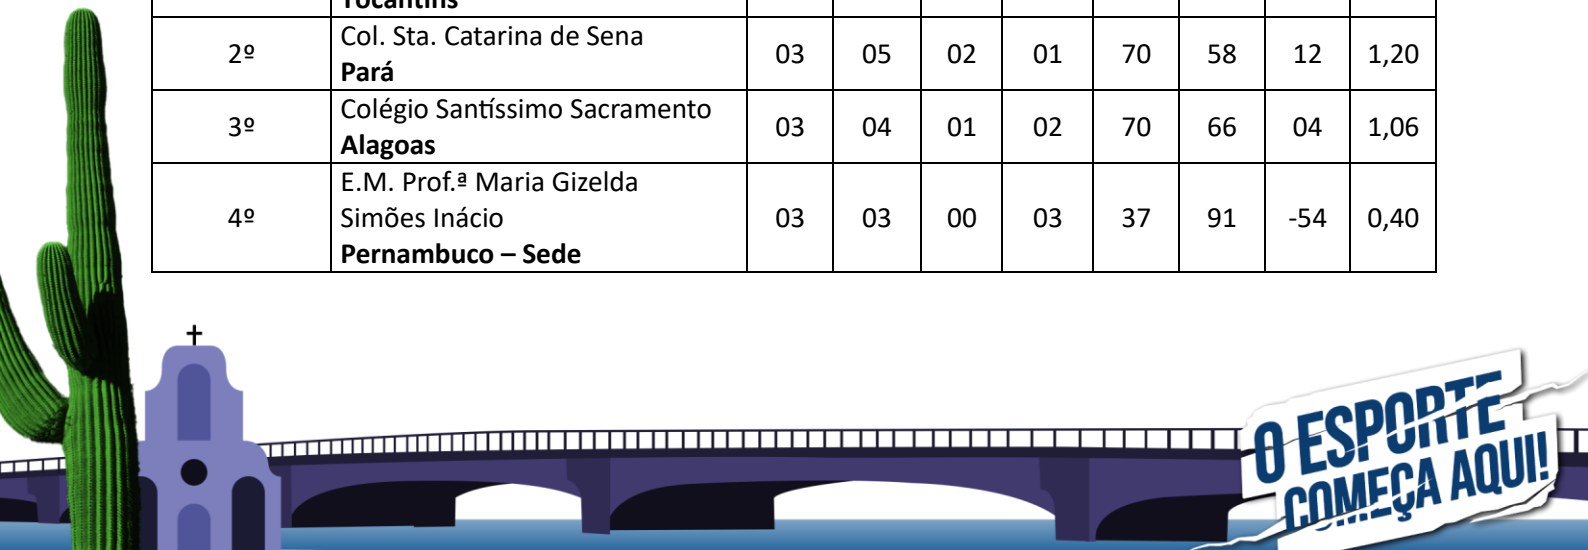 Tocantins
2º Col. Sta. Catarina de Sena 03 05 02 01 70 58 12 1,20
Pará
3º Colégio Santíssimo Sacramento 03 04 01 02 70 66 04 1,06
Alagoas
E.M. Prof.ª Maria Gizelda
4º Simões Inácio 03 03 00 03 37 91 -54 0,40
Pernambuco – Sede
O ESPORTE
COMEÇA AQUI!